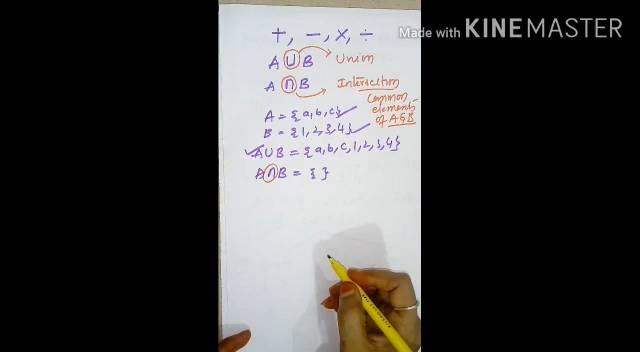 Made with KINEMASTER
+, -, x, ÷
A U B Union
A ∩ B Intersection
Common
elements
of A & B
A = {a, b, c}
B = {1, 2, 3, 4}
A U B = {a, b, c, 1, 2, 3, 4}
A ∩ B = { }